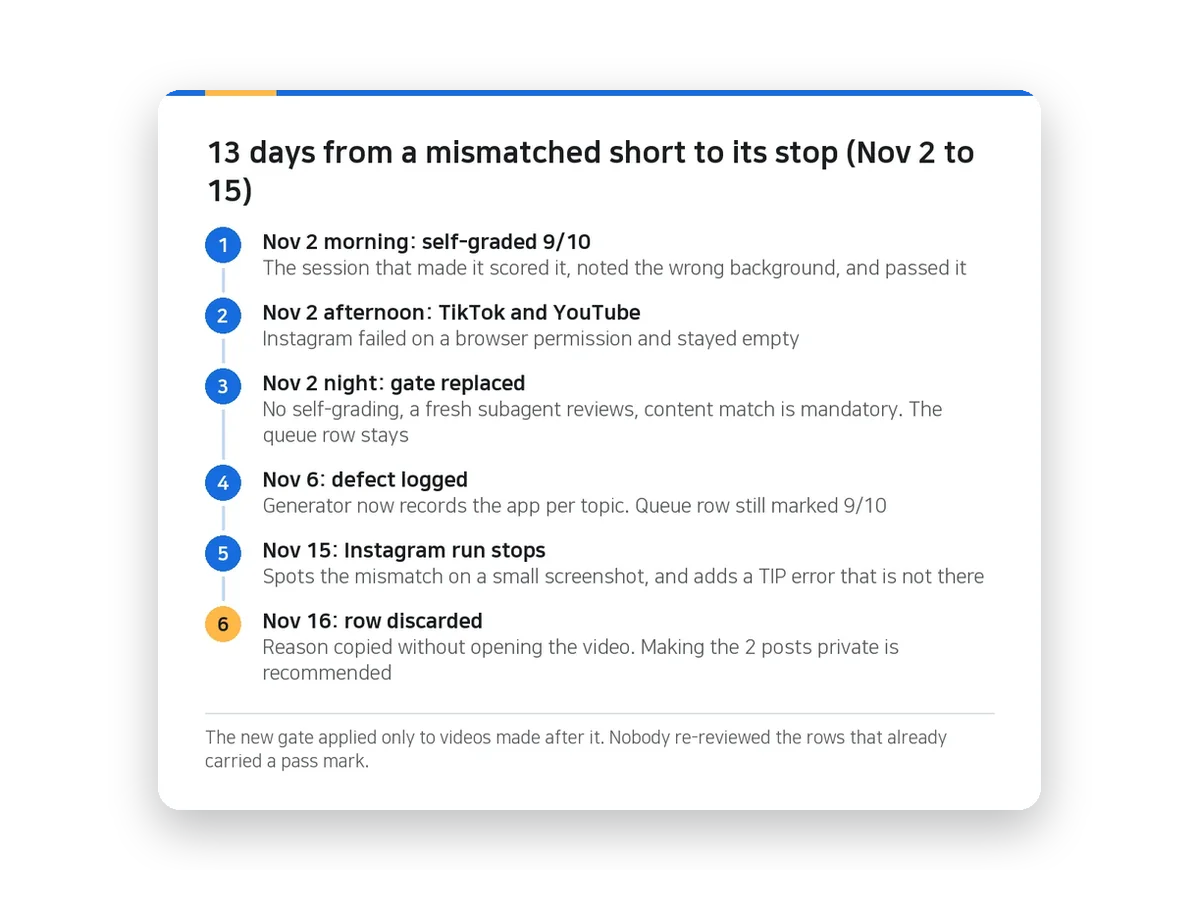 13 days from a mismatched short to its stop (Nov 2 to
15)
1
Nov 2 morning: self-graded 9/10
The session that made it scored it, noted the wrong background, and passed it
2
Nov 2 afternoon: TikTok and YouTube
Instagram failed on a browser permission and stayed empty
3
Nov 2 night: gate replaced
No self-grading, a fresh subagent reviews, content match is mandatory. The
queue row stays
4
Nov 6: defect logged
Generator now records the app per topic. Queue row still marked 9/10
5
Nov 15: Instagram run stops
Spots the mismatch on a small screenshot, and adds a TIP error that is not there
6
Nov 16: row discarded
Reason copied without opening the video. Making the 2 posts private is
recommended
The new gate applied only to videos made after it. Nobody re-reviewed the rows that already
carried a pass mark.